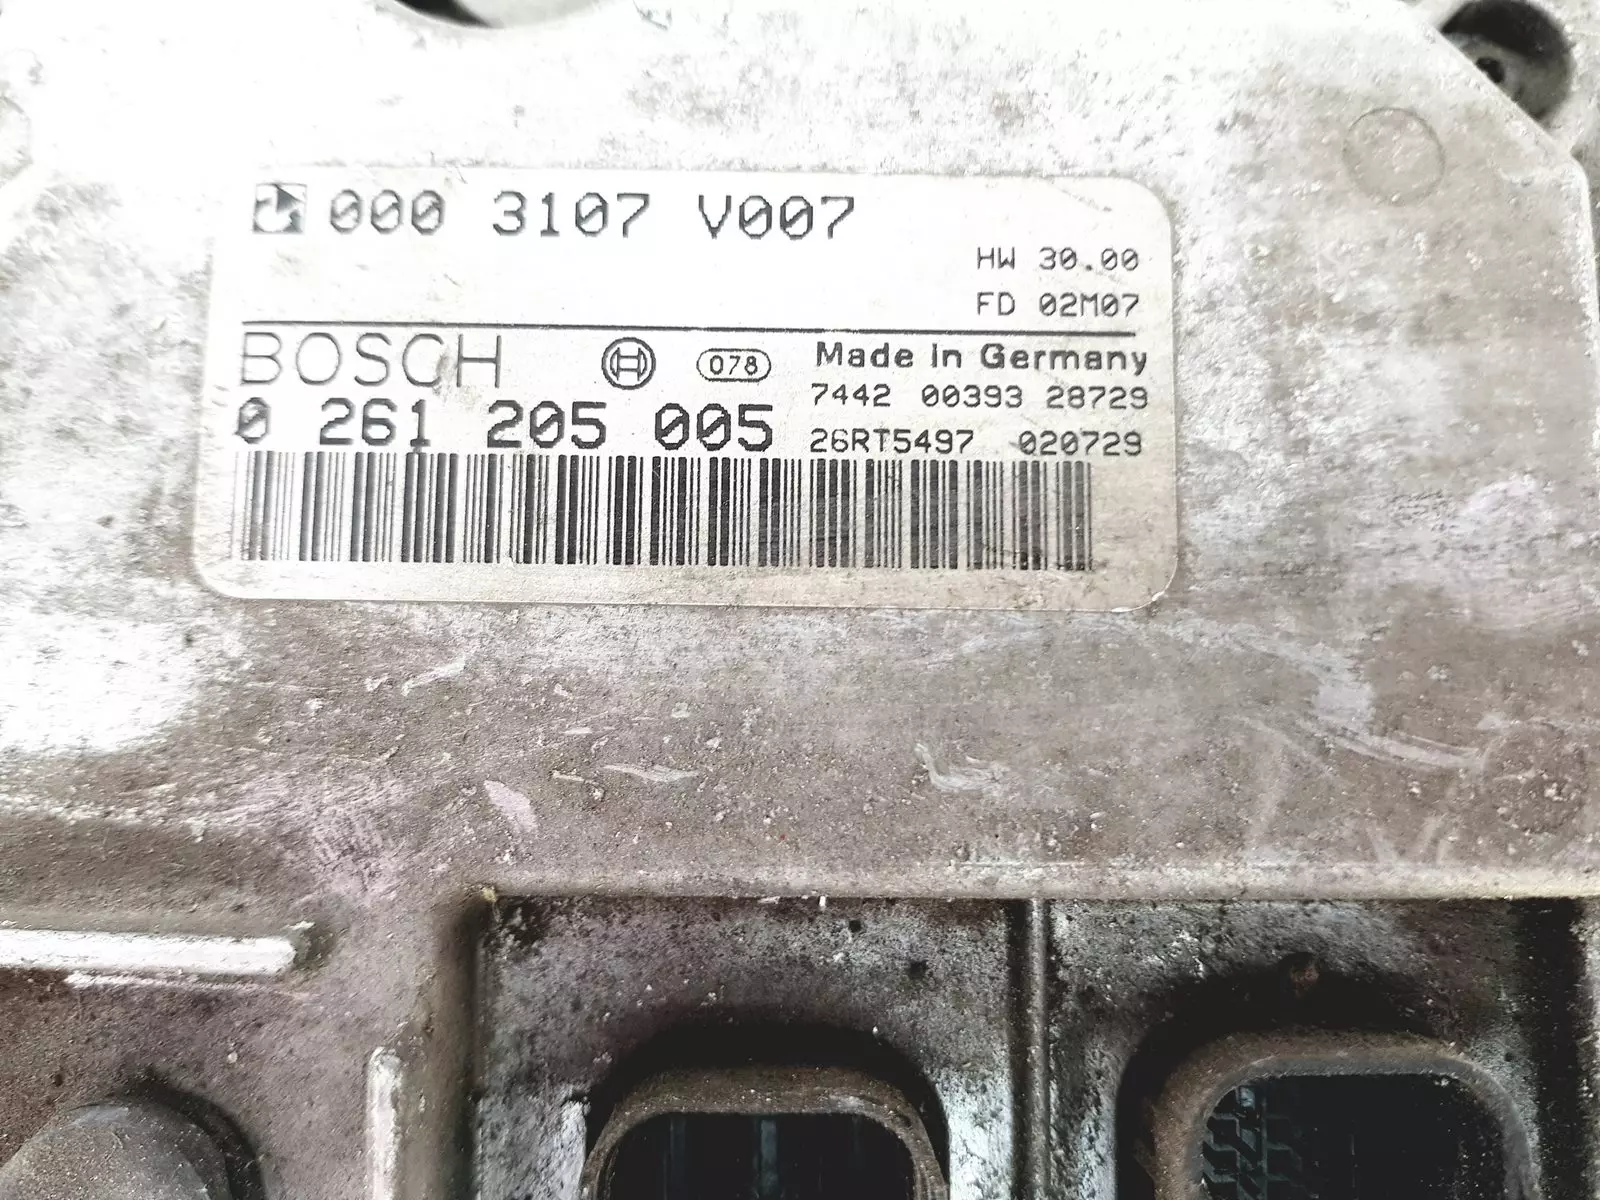 000 3107 V007
HW 30.00
FD 02M07
BOSCH 078 Made in Germany
0 261 205 005 7442 00393 28729
26RT5497 020729